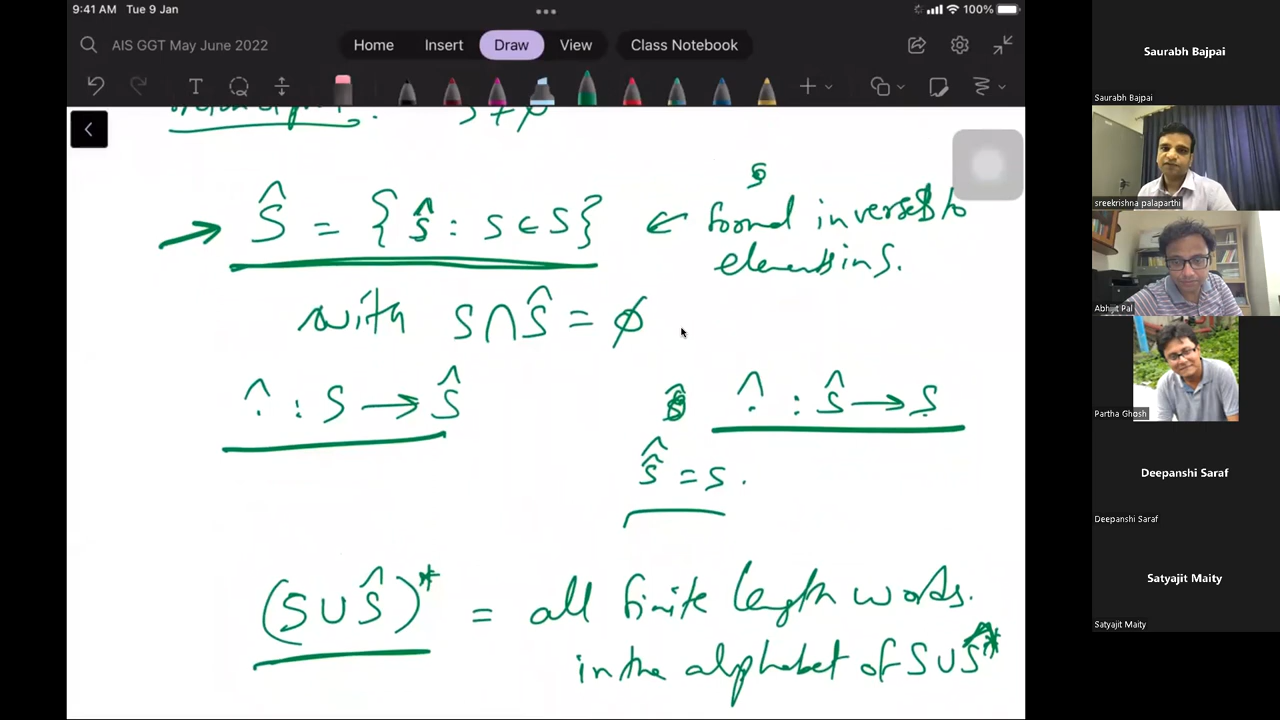 9:41 AM Tue 9 Jan
100%
AIS GGT May June 2022
Home Insert Draw View Class Notebook
S ≠ φ
→ Ŝ = {ŝ : s ∈ S} ← formal inverses to
elements in S.
with S ∩ Ŝ = φ
^ : S → Ŝ
^ : Ŝ → S
ŝ̂ = s .
(S ∪ Ŝ)* = all finite length words.
in the alphabet of S ∪ Ŝ
Saurabh Bajpai
Saurabh Bajpai
sreekrishna palaparthi
Abhijit Pal
Partha Ghosh
Deepanshi Saraf
Deepanshi Saraf
Satyajit Maity
Satyajit Maity